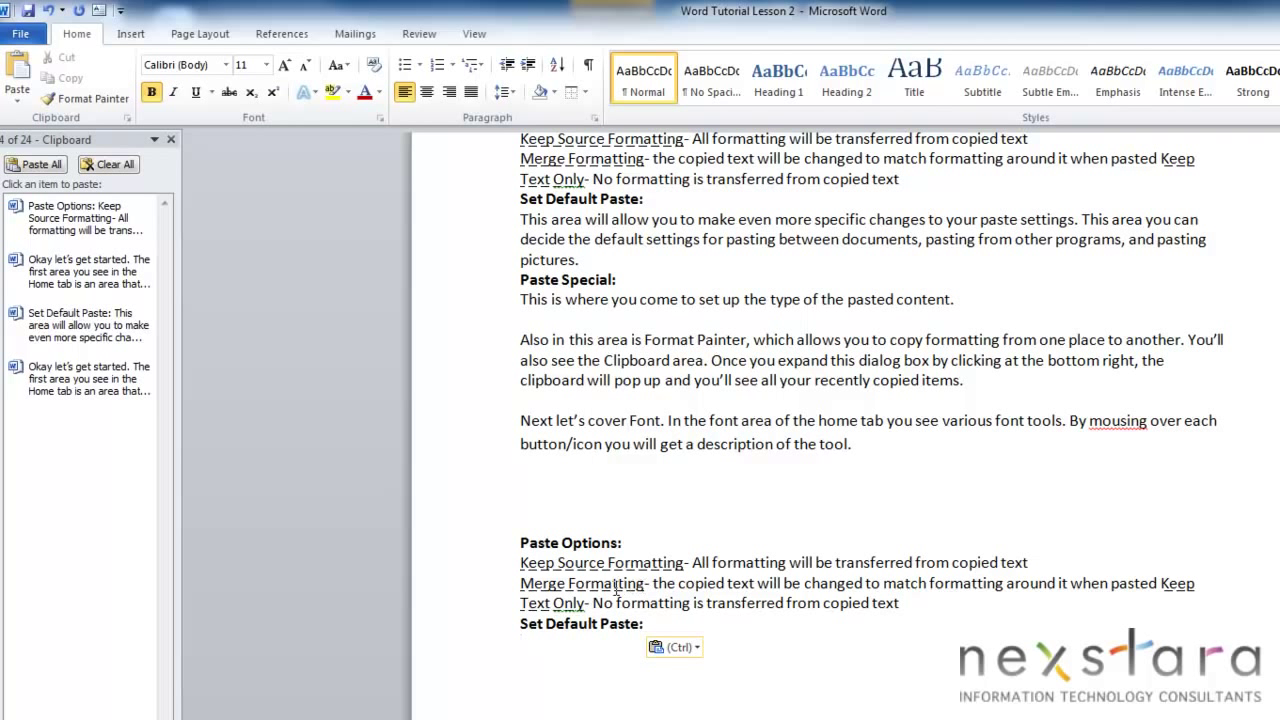 Word Tutorial Lesson 2 - Microsoft Word
File Home Insert Page Layout References Mailings Review View
Paste
Cut
Copy
Format Painter
Clipboard
Calibri (Body) 11
Font
Paragraph
AaBbCcDc
¶ Normal
AaBbCcDc
¶ No Spaci...
AaBbCc
Heading 1
AaBbCc
Heading 2
AaB
Title
AaBbCc.
Subtitle
AaBbCcDc
Subtle Em...
AaBbCcDc
Emphasis
AaBbCcDc
Intense E...
AaBbCcDc
Strong
Styles
4 of 24 - Clipboard
Paste All Clear All
Click an item to paste:
Paste Options: Keep
Source Formatting- All
formatting will be trans...
Okay let's get started. The
first area you see in the
Home tab is an area that...
Set Default Paste: This
area will allow you to make
even more specific cha...
Okay let's get started. The
first area you see in the
Home tab is an area that...
Keep Source Formatting- All formatting will be transferred from copied text
Merge Formatting- the copied text will be changed to match formatting around it when pasted Keep
Text Only- No formatting is transferred from copied text
Set Default Paste:
This area will allow you to make even more specific changes to your paste settings. This area you can
decide the default settings for pasting between documents, pasting from other programs, and pasting
pictures.
Paste Special:
This is where you come to set up the type of the pasted content.
Also in this area is Format Painter, which allows you to copy formatting from one place to another. You'll
also see the Clipboard area. Once you expand this dialog box by clicking at the bottom right, the
clipboard will pop up and you'll see all your recently copied items.
Next let's cover Font. In the font area of the home tab you see various font tools. By mousing over each
button/icon you will get a description of the tool.
Paste Options:
Keep Source Formatting- All formatting will be transferred from copied text
Merge Formatting- the copied text will be changed to match formatting around it when pasted Keep
Text Only- No formatting is transferred from copied text
Set Default Paste:
(Ctrl)
nexstara
INFORMATION TECHNOLOGY CONSULTANTS